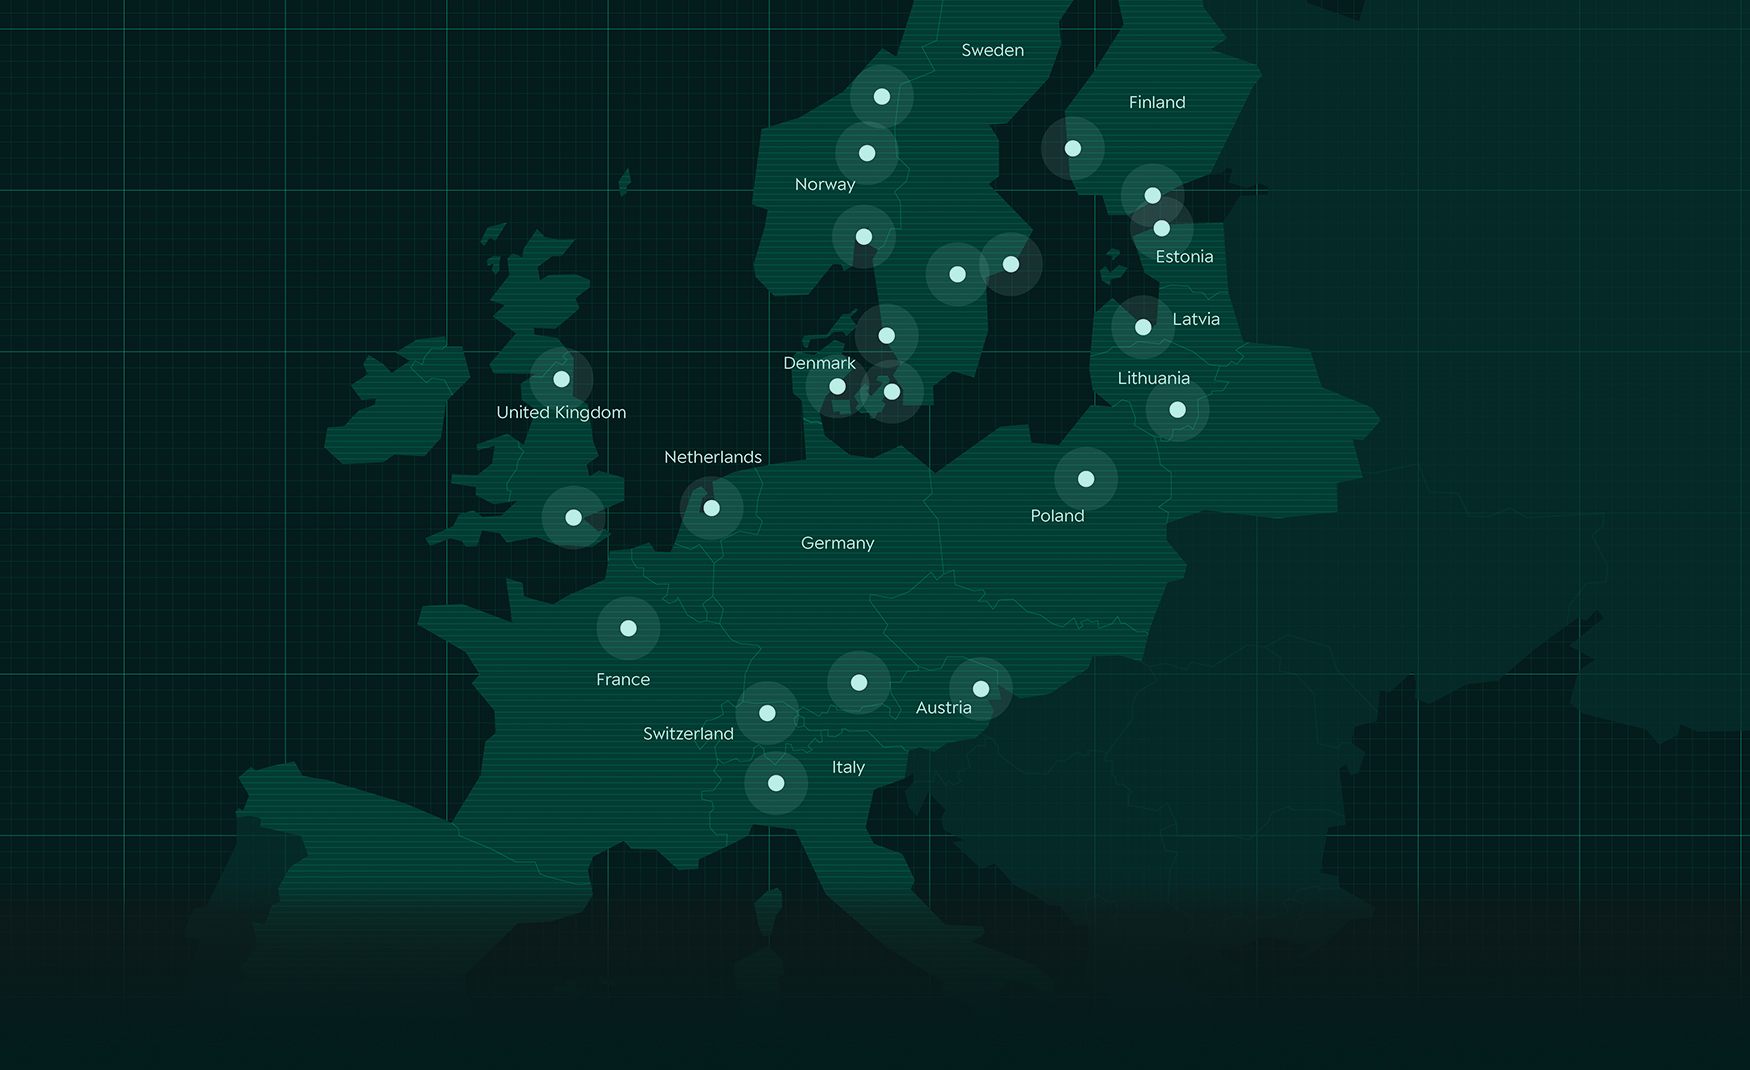 Sweden
Finland
Norway
Estonia
Latvia
Denmark
Lithuania
United Kingdom
Netherlands
Poland
Germany
France
Austria
Switzerland
Italy